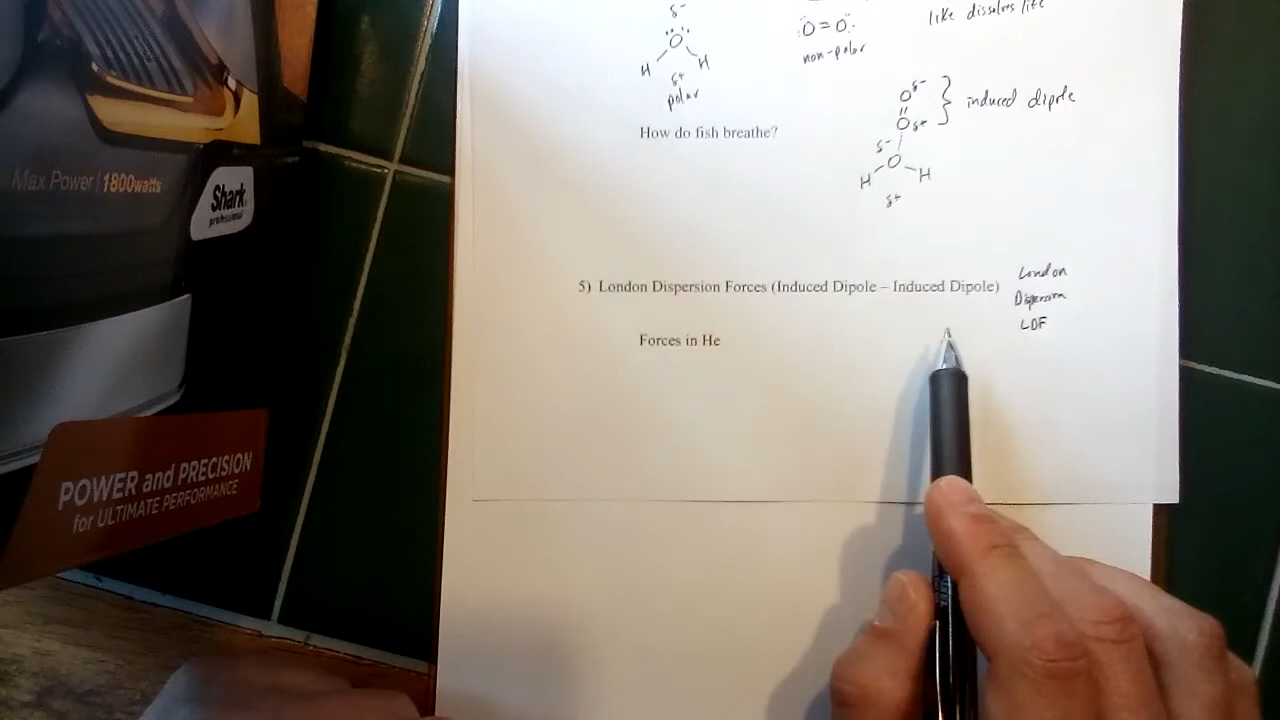 δ-
Ö=Ö
like dissolves like
O
H H
δ+
polar
non-polar
O δ-
O δ+
induced dipole
How do fish breathe?
δ-
O
H H
δ+
Max Power | 1800watts
Shark
professional
5) London Dispersion Forces (Induced Dipole – Induced Dipole)
London
Dispersion
LDF
Forces in He
POWER and PRECISION
for ULTIMATE PERFORMANCE